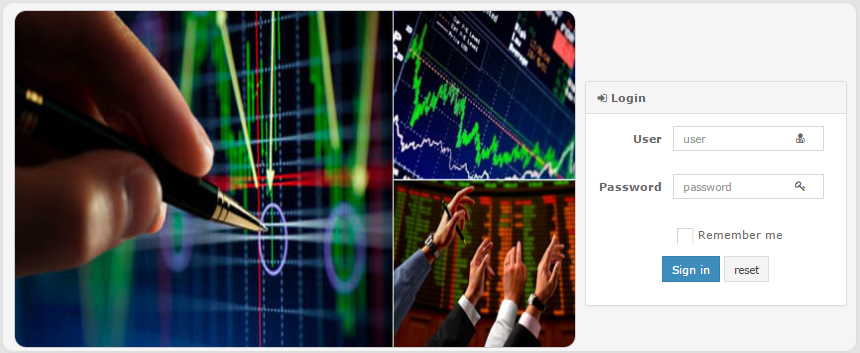 Login
User
user
Password
password
Remember me
Sign in
reset